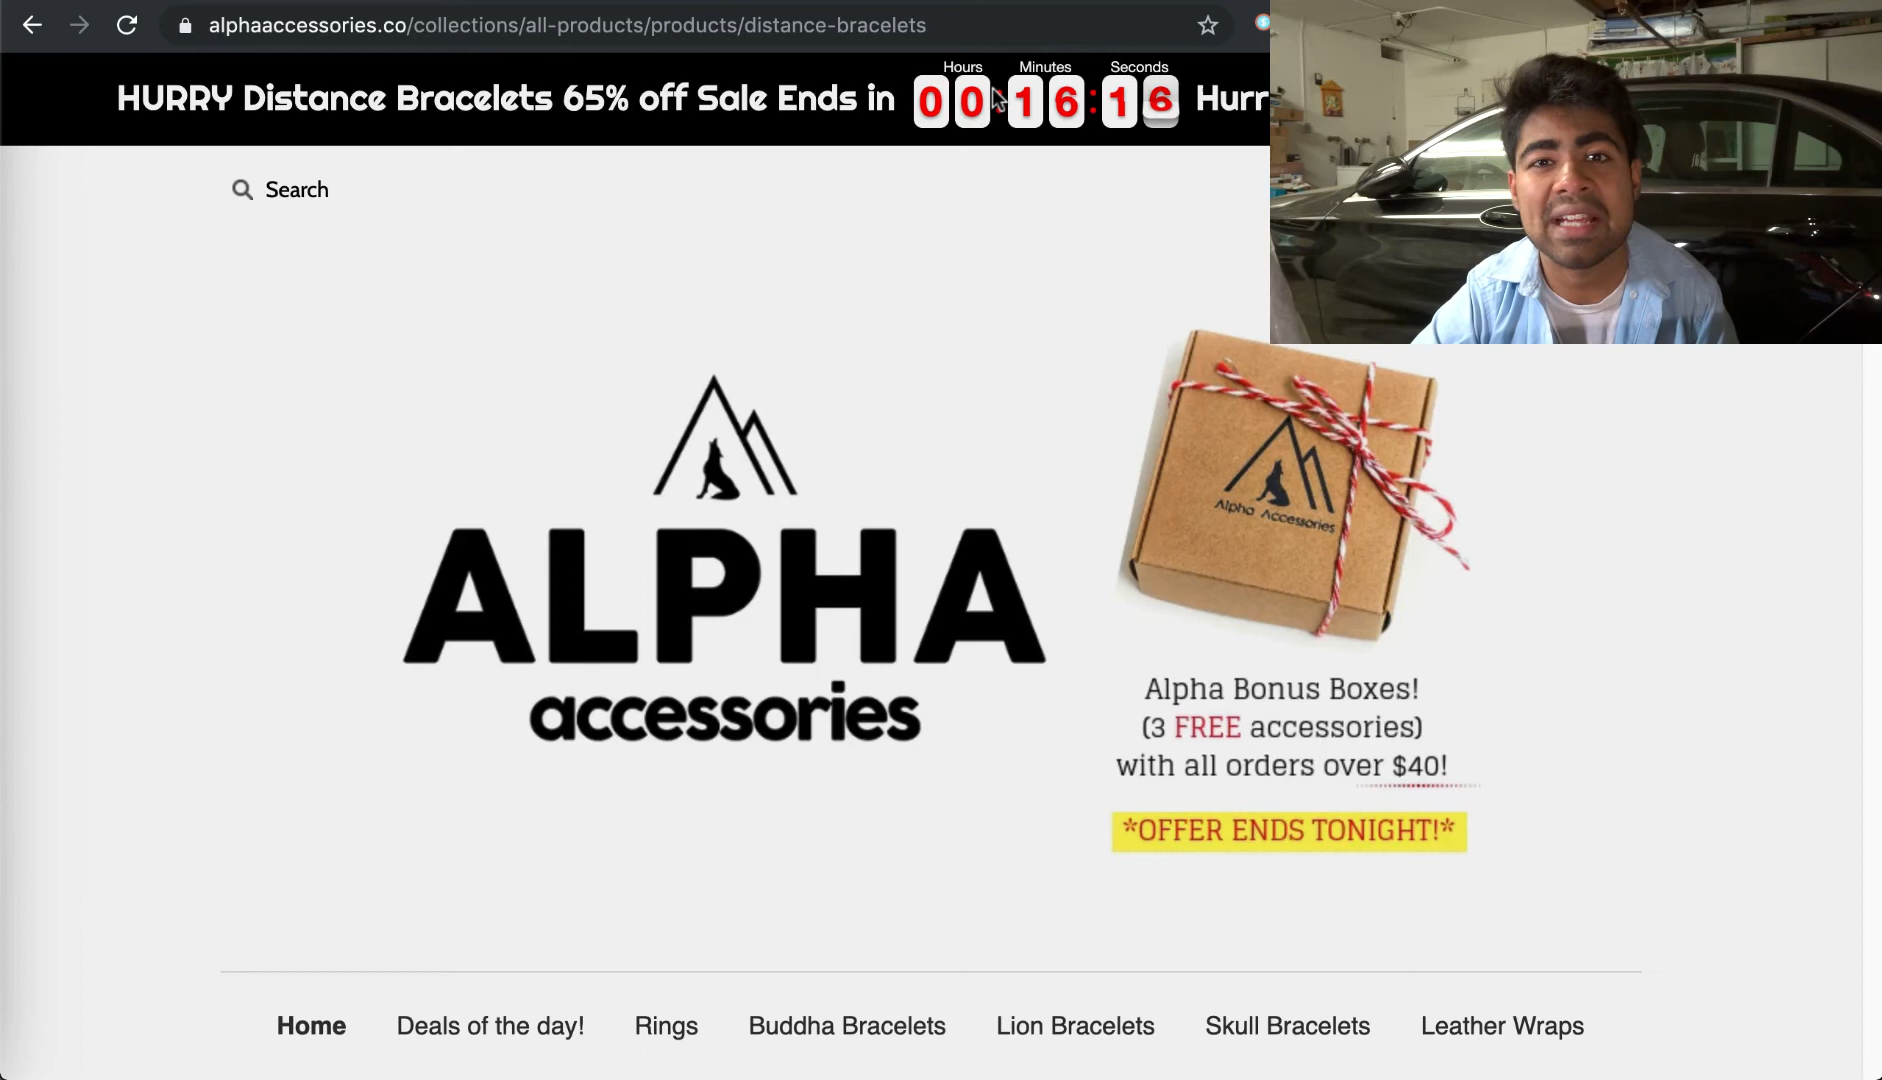 alphaaccessories.co/collections/all-products/products/distance-bracelets
Hours Minutes Seconds
HURRY Distance Bracelets 65% off Sale Ends in 00:16:16 Hurr
Search
ALPHA
accessories
Alpha Accessories
Alpha Bonus Boxes!
(3 FREE accessories)
with all orders over $40!
*OFFER ENDS TONIGHT!*
Home Deals of the day! Rings Buddha Bracelets Lion Bracelets Skull Bracelets Leather Wraps